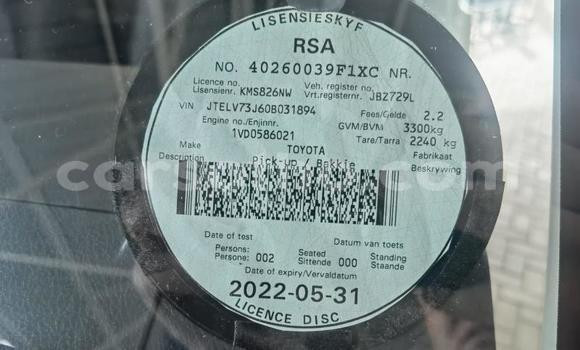 LISENSIESKYF
RSA
NO. 40260039F1XC NR.
Licence no. Veh. register no.
Lisensienr. KMS826NW Vrt.registernr. JBZ729L
VIN JTELV73J60B031894 Fees/Gelde 2.2
Engine no./Enjinnr. GVM/BVM 3300kg
1VD0586021 Tare/Tarra 2240 kg
Make TOYOTA Fabrikaat
Description Pick-up / Bakkie Beskrywing
Date of test Datum van toets
Persons: 002 Seated 000 Standing
Persone: Sittende Staande
Date of expiry/Vervaldatum
2022-05-31
LICENCE DISC